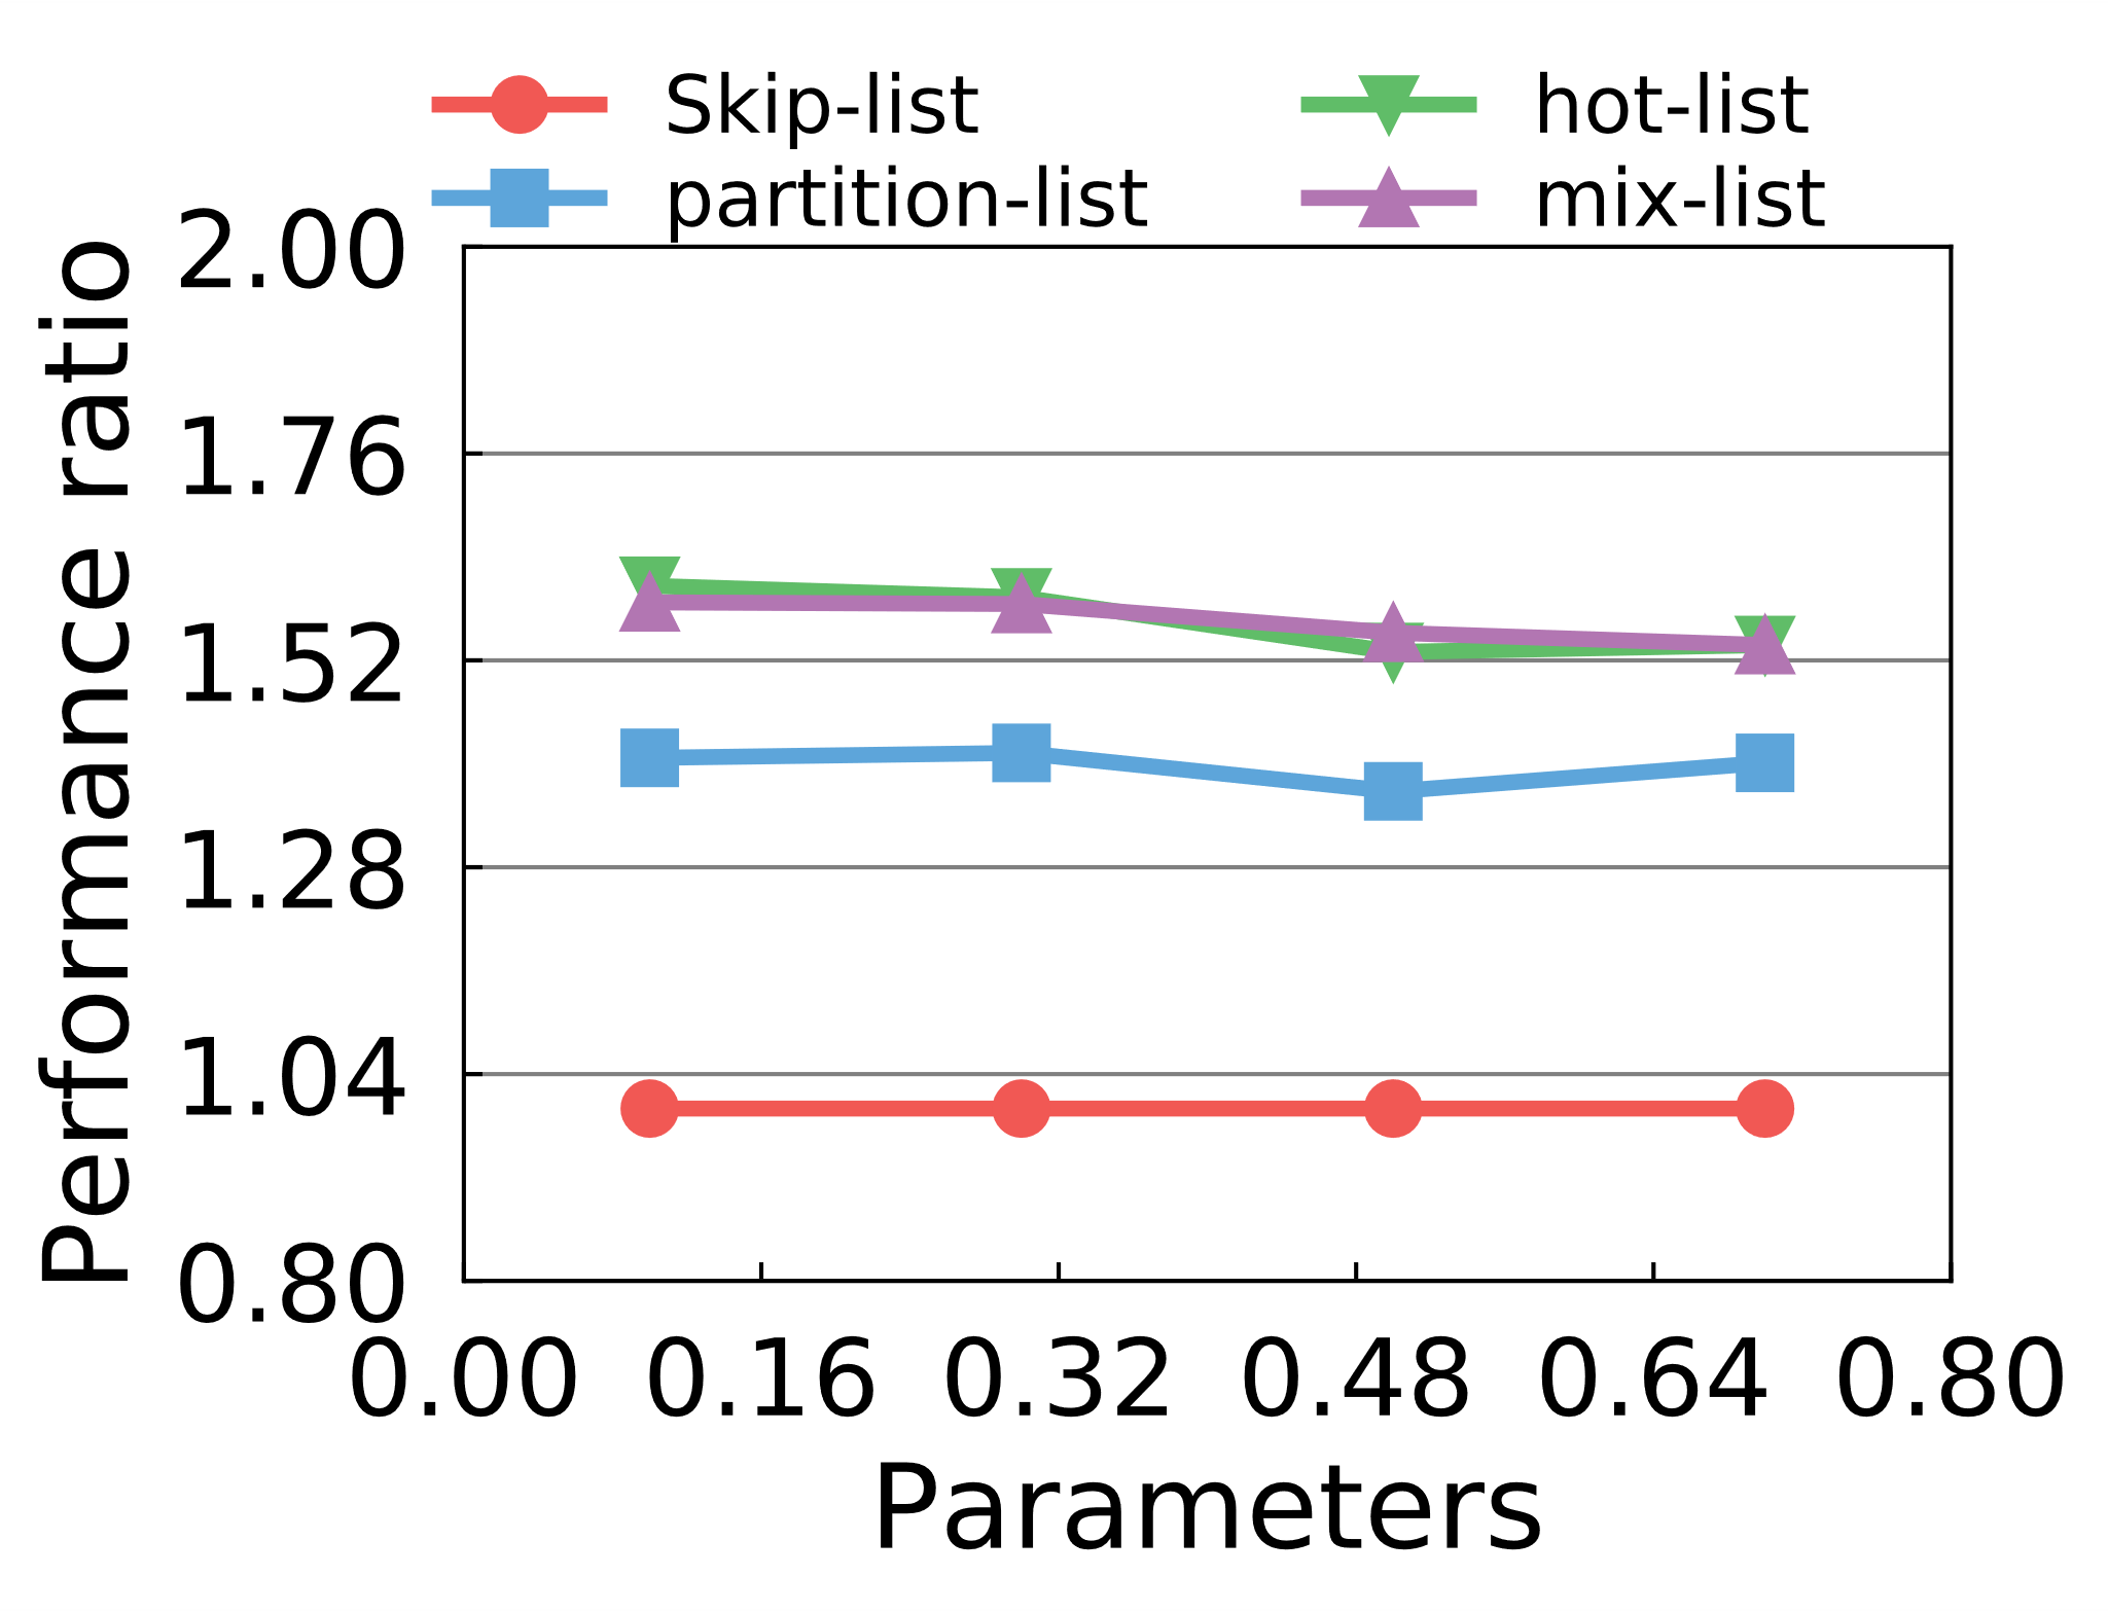 Skip-list
hot-list
partition-list
mix-list
Performance ratio
2.00
1.76
1.52
1.28
1.04
0.80
0.00 0.16 0.32 0.48 0.64 0.80
Parameters